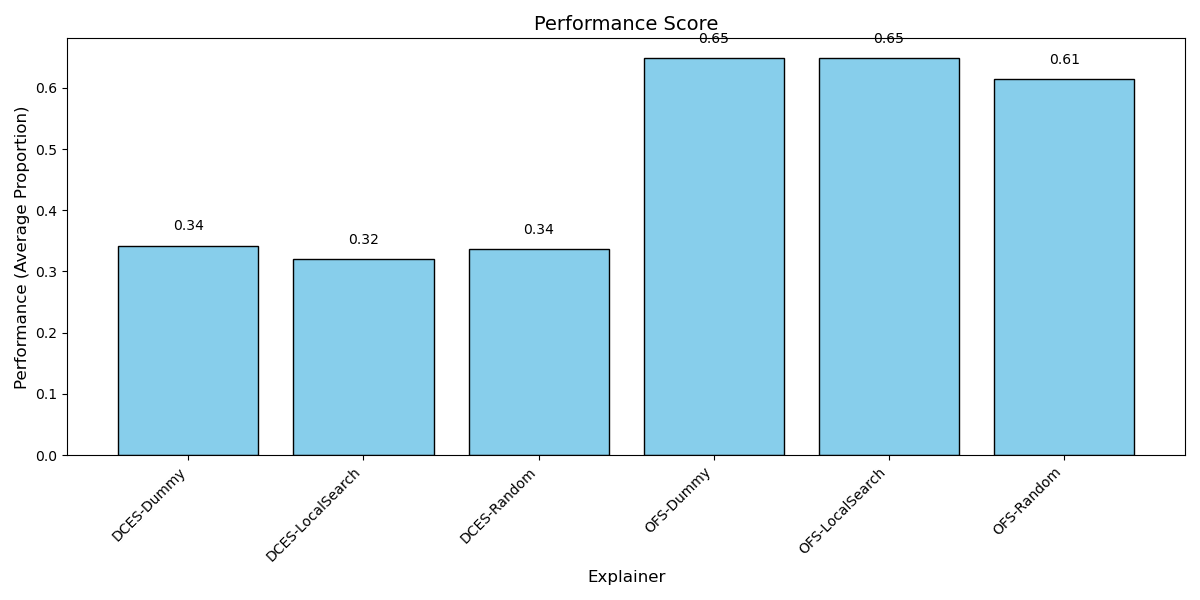 Performance Score
Performance (Average Proportion)
0.6
0.5
0.4
0.3
0.2
0.1
0.0
0.34
0.32
0.34
0.65
0.65
0.61
DCES-Dummy
DCES-LocalSearch
DCES-Random
OFS-Dummy
OFS-LocalSearch
OFS-Random
Explainer